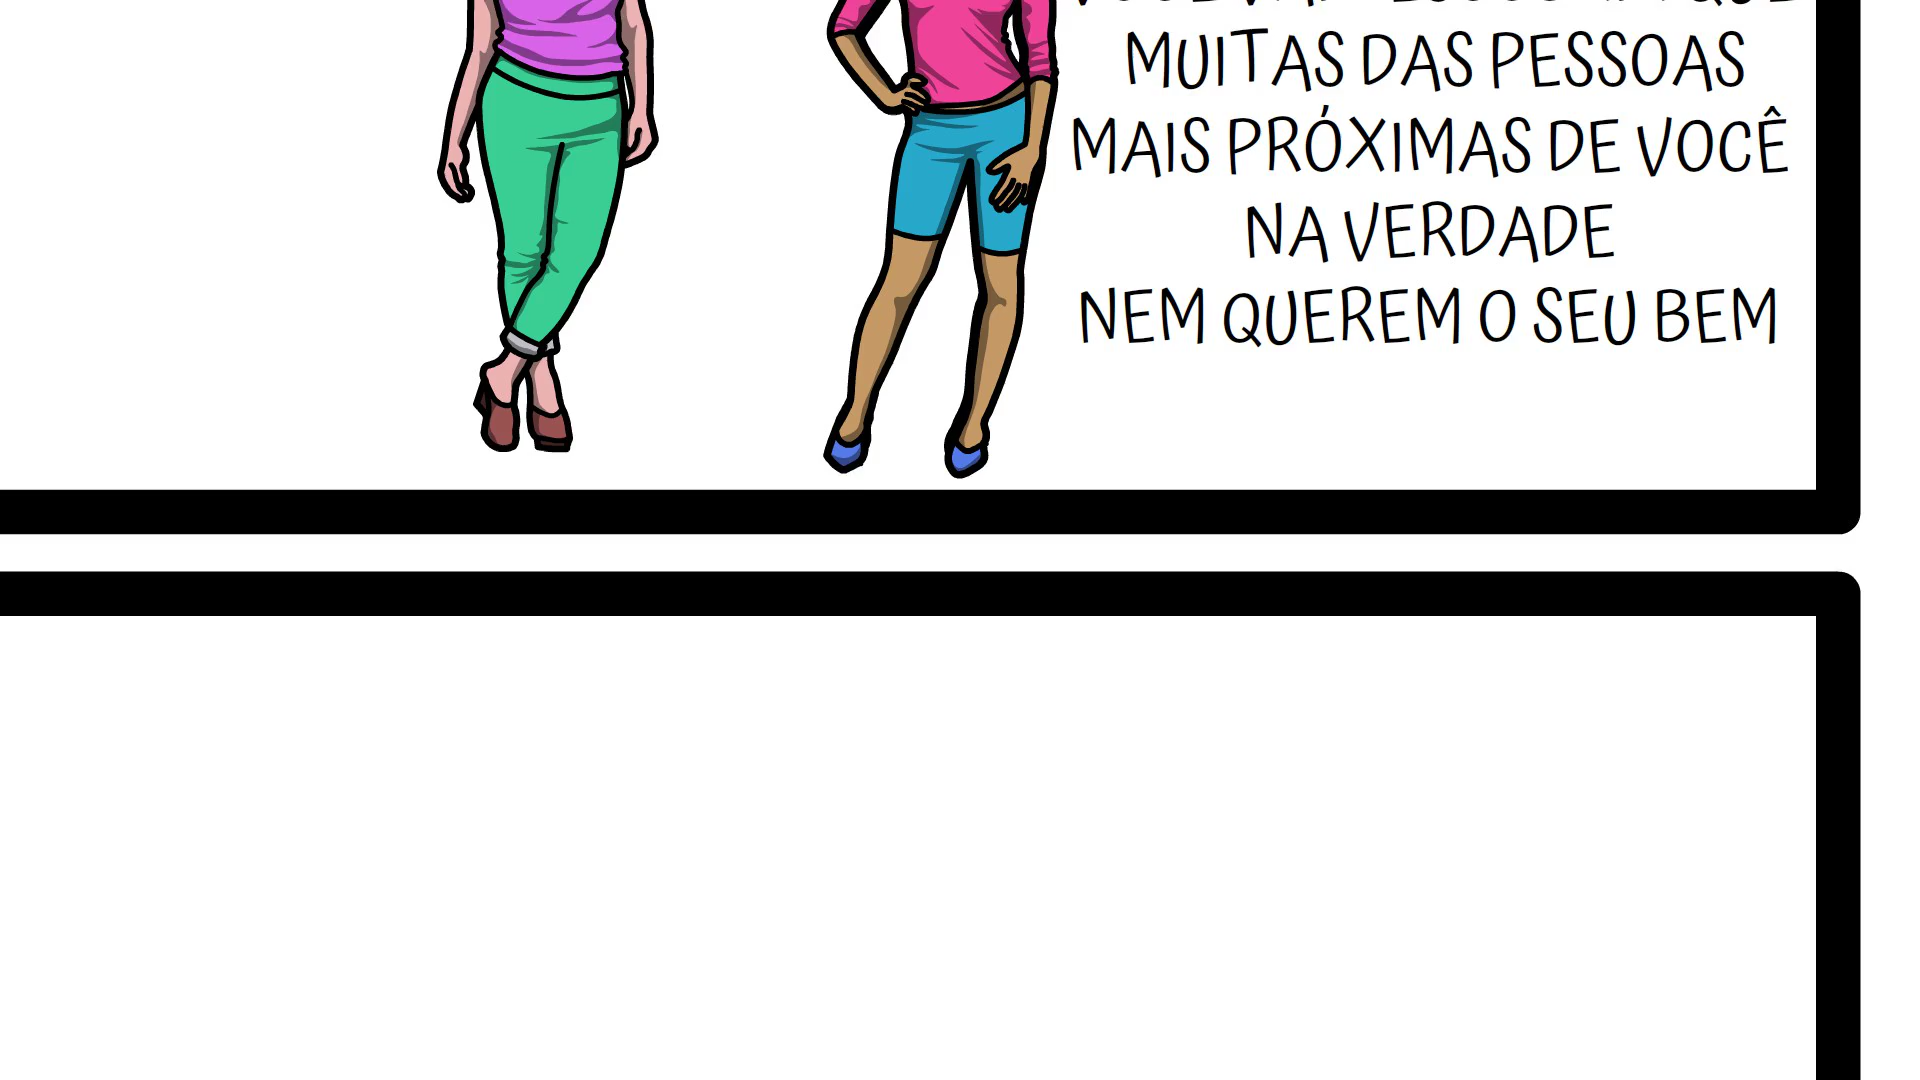 MUITAS DAS PESSOAS
MAIS PRÓXIMAS DE VOCÊ
NA VERDADE
NEM QUEREM O SEU BEM